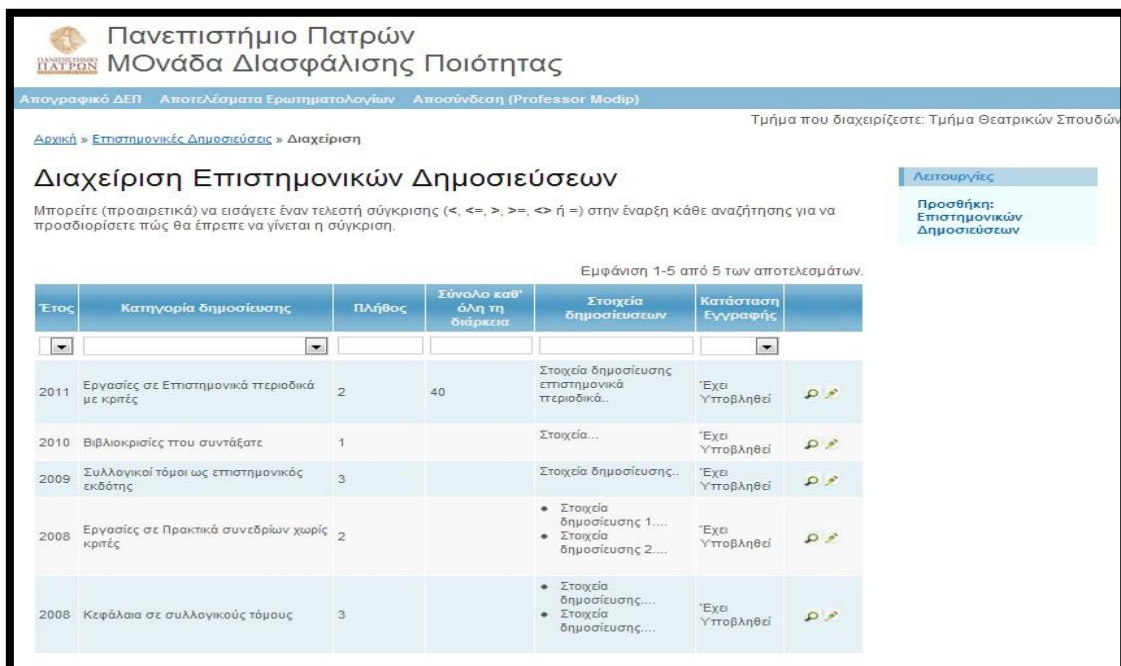 Πανεπιστήμιο Πατρών
ΠΑΝΕΠΙΣΤΗΜΙΟ
ΠΑΤΡΩΝ
ΜΟνάδα ΔΙασφάλισης Ποιότητας
Απογραφικό ΔΕΠ Αποτελέσματα Ερωτηματολογίων Αποσύνδεση (Professor Modip)
Τμήμα που διαχειρίζεστε: Τμήμα Θεατρικών Σπουδών
Αρχική » Επιστημονικές Δημοσιεύσεις » Διαχείριση
Διαχείριση Επιστημονικών Δημοσιεύσεων
Μπορείτε (προαιρετικά) να εισάγετε έναν τελεστή σύγκρισης (<, <=, >, >=, <> ή =) στην έναρξη κάθε αναζήτησης για να
προσδιορίσετε πώς θα έπρεπε να γίνεται η σύγκριση.
Λειτουργίες
Προσθήκη:
Επιστημονικών
Δημοσιεύσεων
Εμφάνιση 1-5 από 5 των αποτελεσμάτων.
Έτος Κατηγορία δημοσίευσης Πλήθος Σύνολο καθ' όλη τη διάρκεια Στοιχεία δημοσίευσεων Κατάσταση Εγγραφής
2011 Εργασίες σε Επιστημονικά περιοδικά με κριτές 2 40 Στοιχεία δημοσίευσης επιστημονικά περιοδικά.. Έχει Υποβληθεί
2010 Βιβλιοκρισίες που συντάξατε 1 Στοιχεία... Έχει Υποβληθεί
2009 Συλλογικοί τόμοι ως επιστημονικός εκδότης 3 Στοιχεία δημοσίευσης.. Έχει Υποβληθεί
2008 Εργασίες σε Πρακτικά συνεδρίων χωρίς κριτές 2 • Στοιχεία δημοσίευσης 1.... • Στοιχεία δημοσίευσης 2.... Έχει Υποβληθεί
2008 Κεφάλαια σε συλλογικούς τόμους 3 • Στοιχεία δημοσίευσης.... • Στοιχεία δημοσίευσης.... Έχει Υποβληθεί